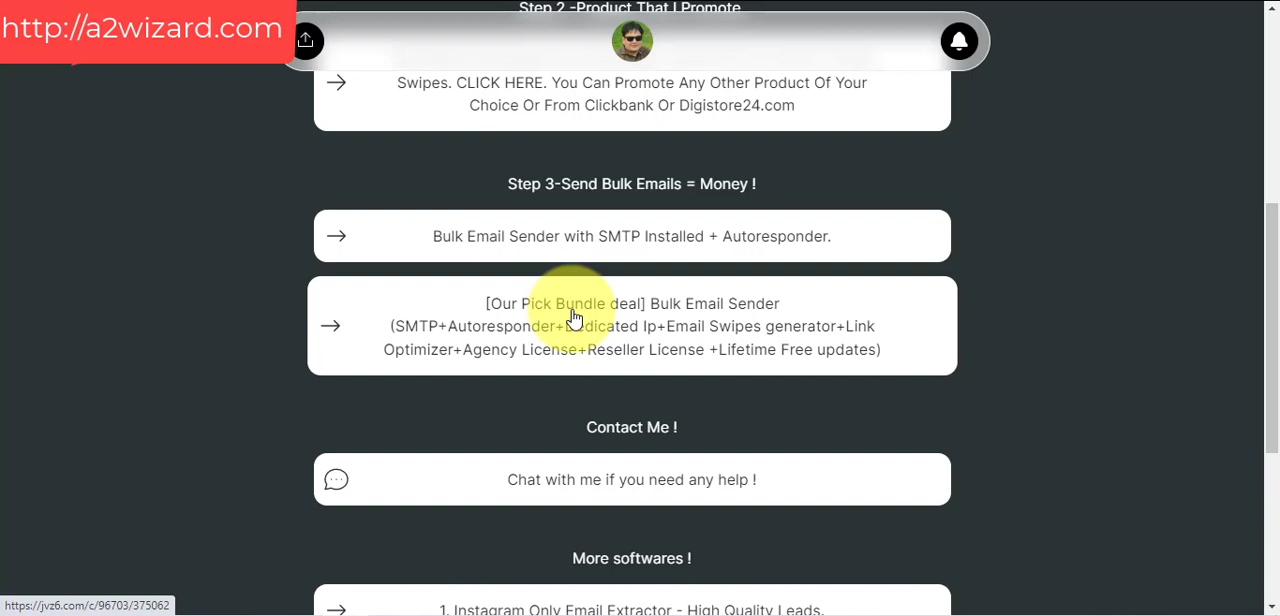 http://a2wizard.com
Step 2 -Product That I Promote
Swipes. CLICK HERE. You Can Promote Any Other Product Of Your
Choice Or From Clickbank Or Digistore24.com
Step 3-Send Bulk Emails = Money !
Bulk Email Sender with SMTP Installed + Autoresponder.
[Our Pick Bundle deal] Bulk Email Sender
(SMTP+Autoresponder+Dedicated Ip+Email Swipes generator+Link
Optimizer+Agency License+Reseller License +Lifetime Free updates)
Contact Me !
Chat with me if you need any help !
More softwares !
1. Instagram Only Email Extractor - High Quality Leads.
https://jvz6.com/c/96703/375062